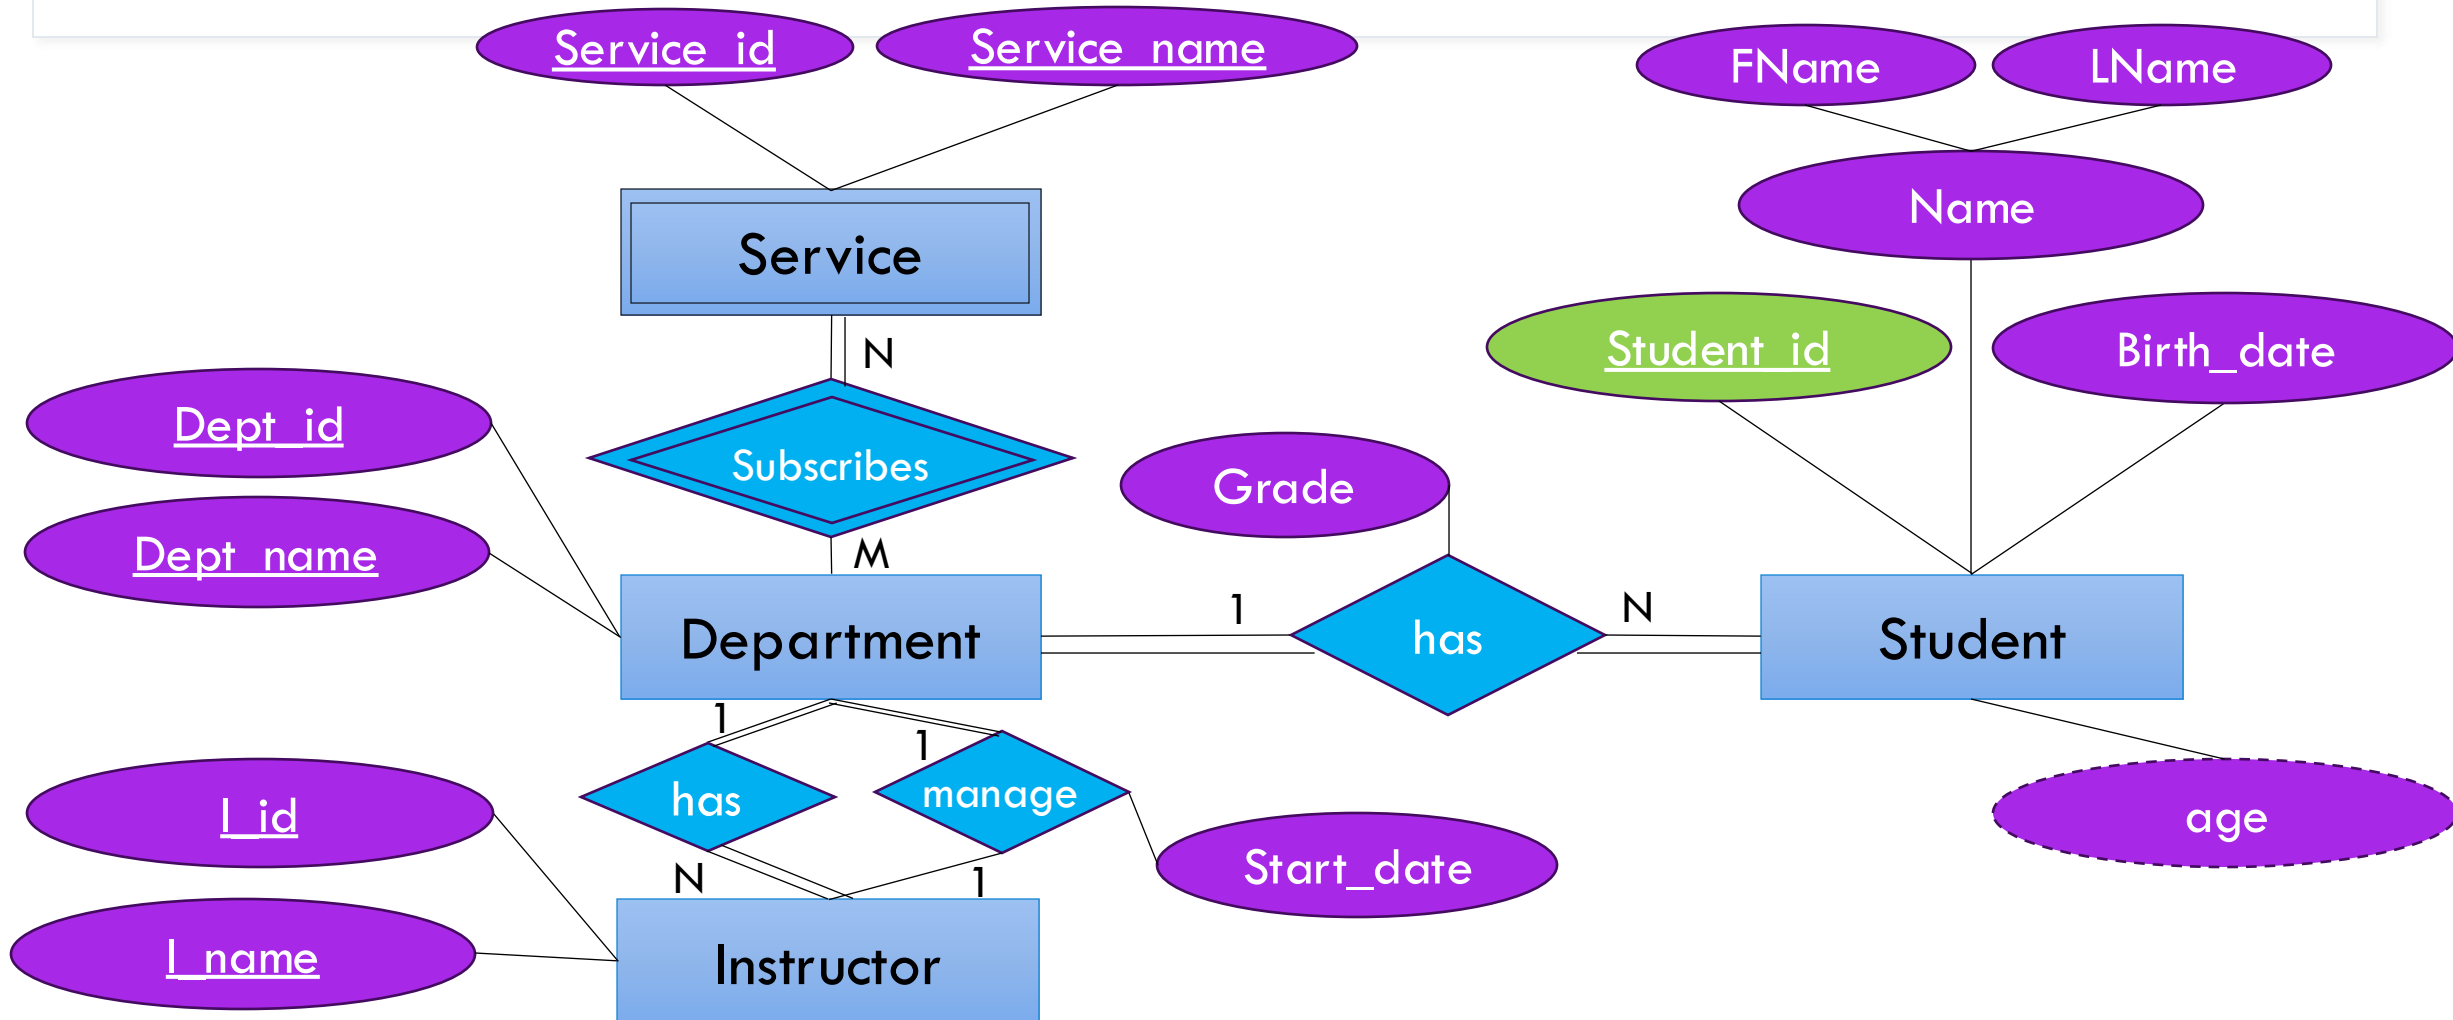 Service_id
Service_name
FName
LName
Name
Service
Student_id
Birth_date
N
Dept_id
Subscribes
Grade
Dept_name
M
1
N
Department
has
Student
1
1
has
manage
I_id
age
Start_date
N
1
I_name
Instructor